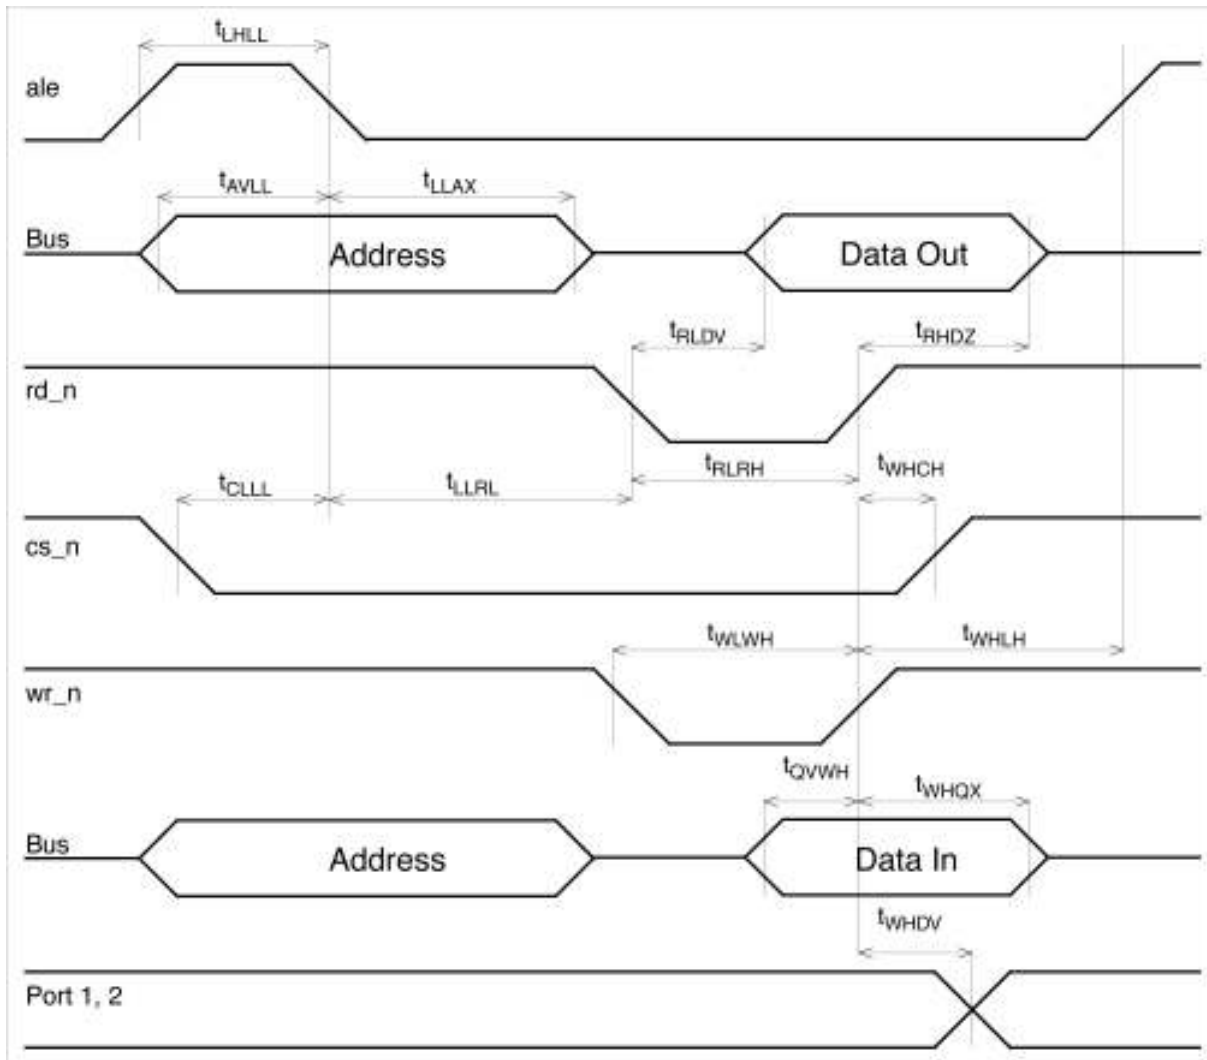 tLHLL
ale
tAVLL tLLAX
Bus Address Data Out
tRLDV tRHDZ
rd_n
tRLRH tWHCH
tCLLL tLLRL
cs_n
tWLWH tWHLH
wr_n
tQVWH tWHQX
Bus Address Data In
tWHDV
Port 1, 2